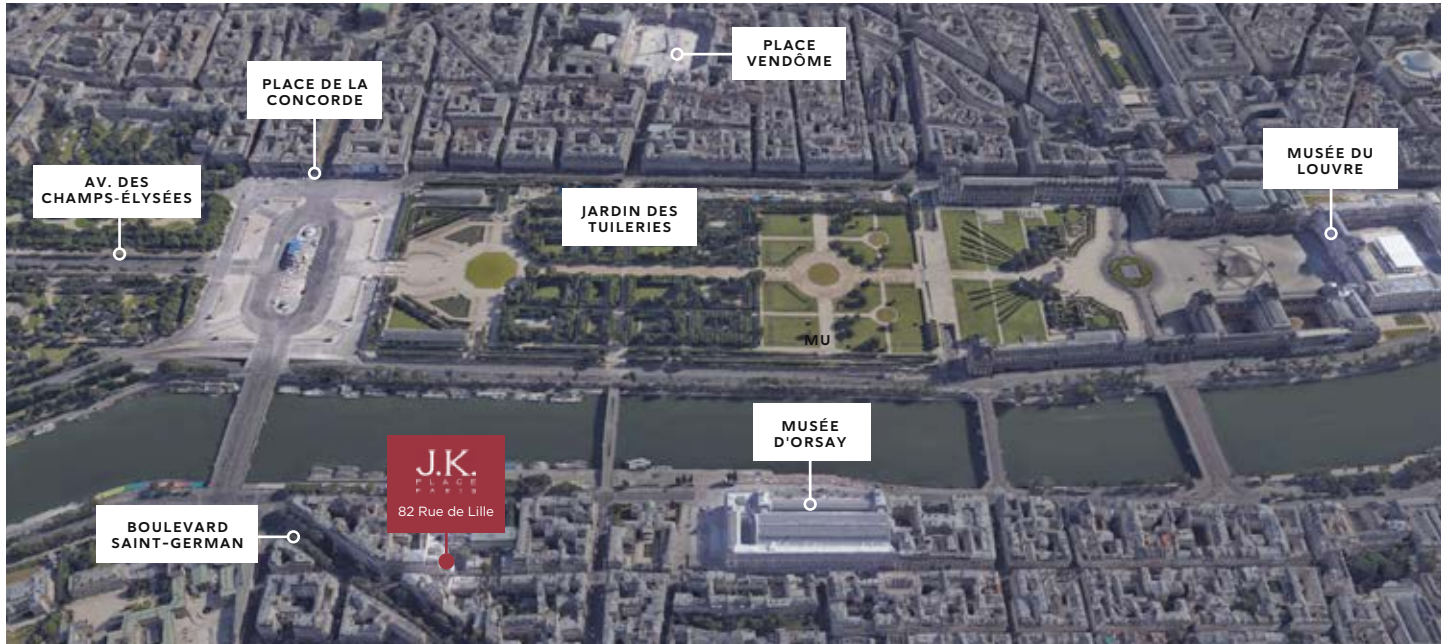 PLACE
VENDÔME
PLACE DE LA
CONCORDE
MUSÉE DU
LOUVRE
AV. DES
CHAMPS-ÉLYSÉES
JARDIN DES
TUILERIES
MU
MUSÉE
D'ORSAY
J.K.
PLACE
PARIS
82 Rue de Lille
BOULEVARD
SAINT-GERMAN